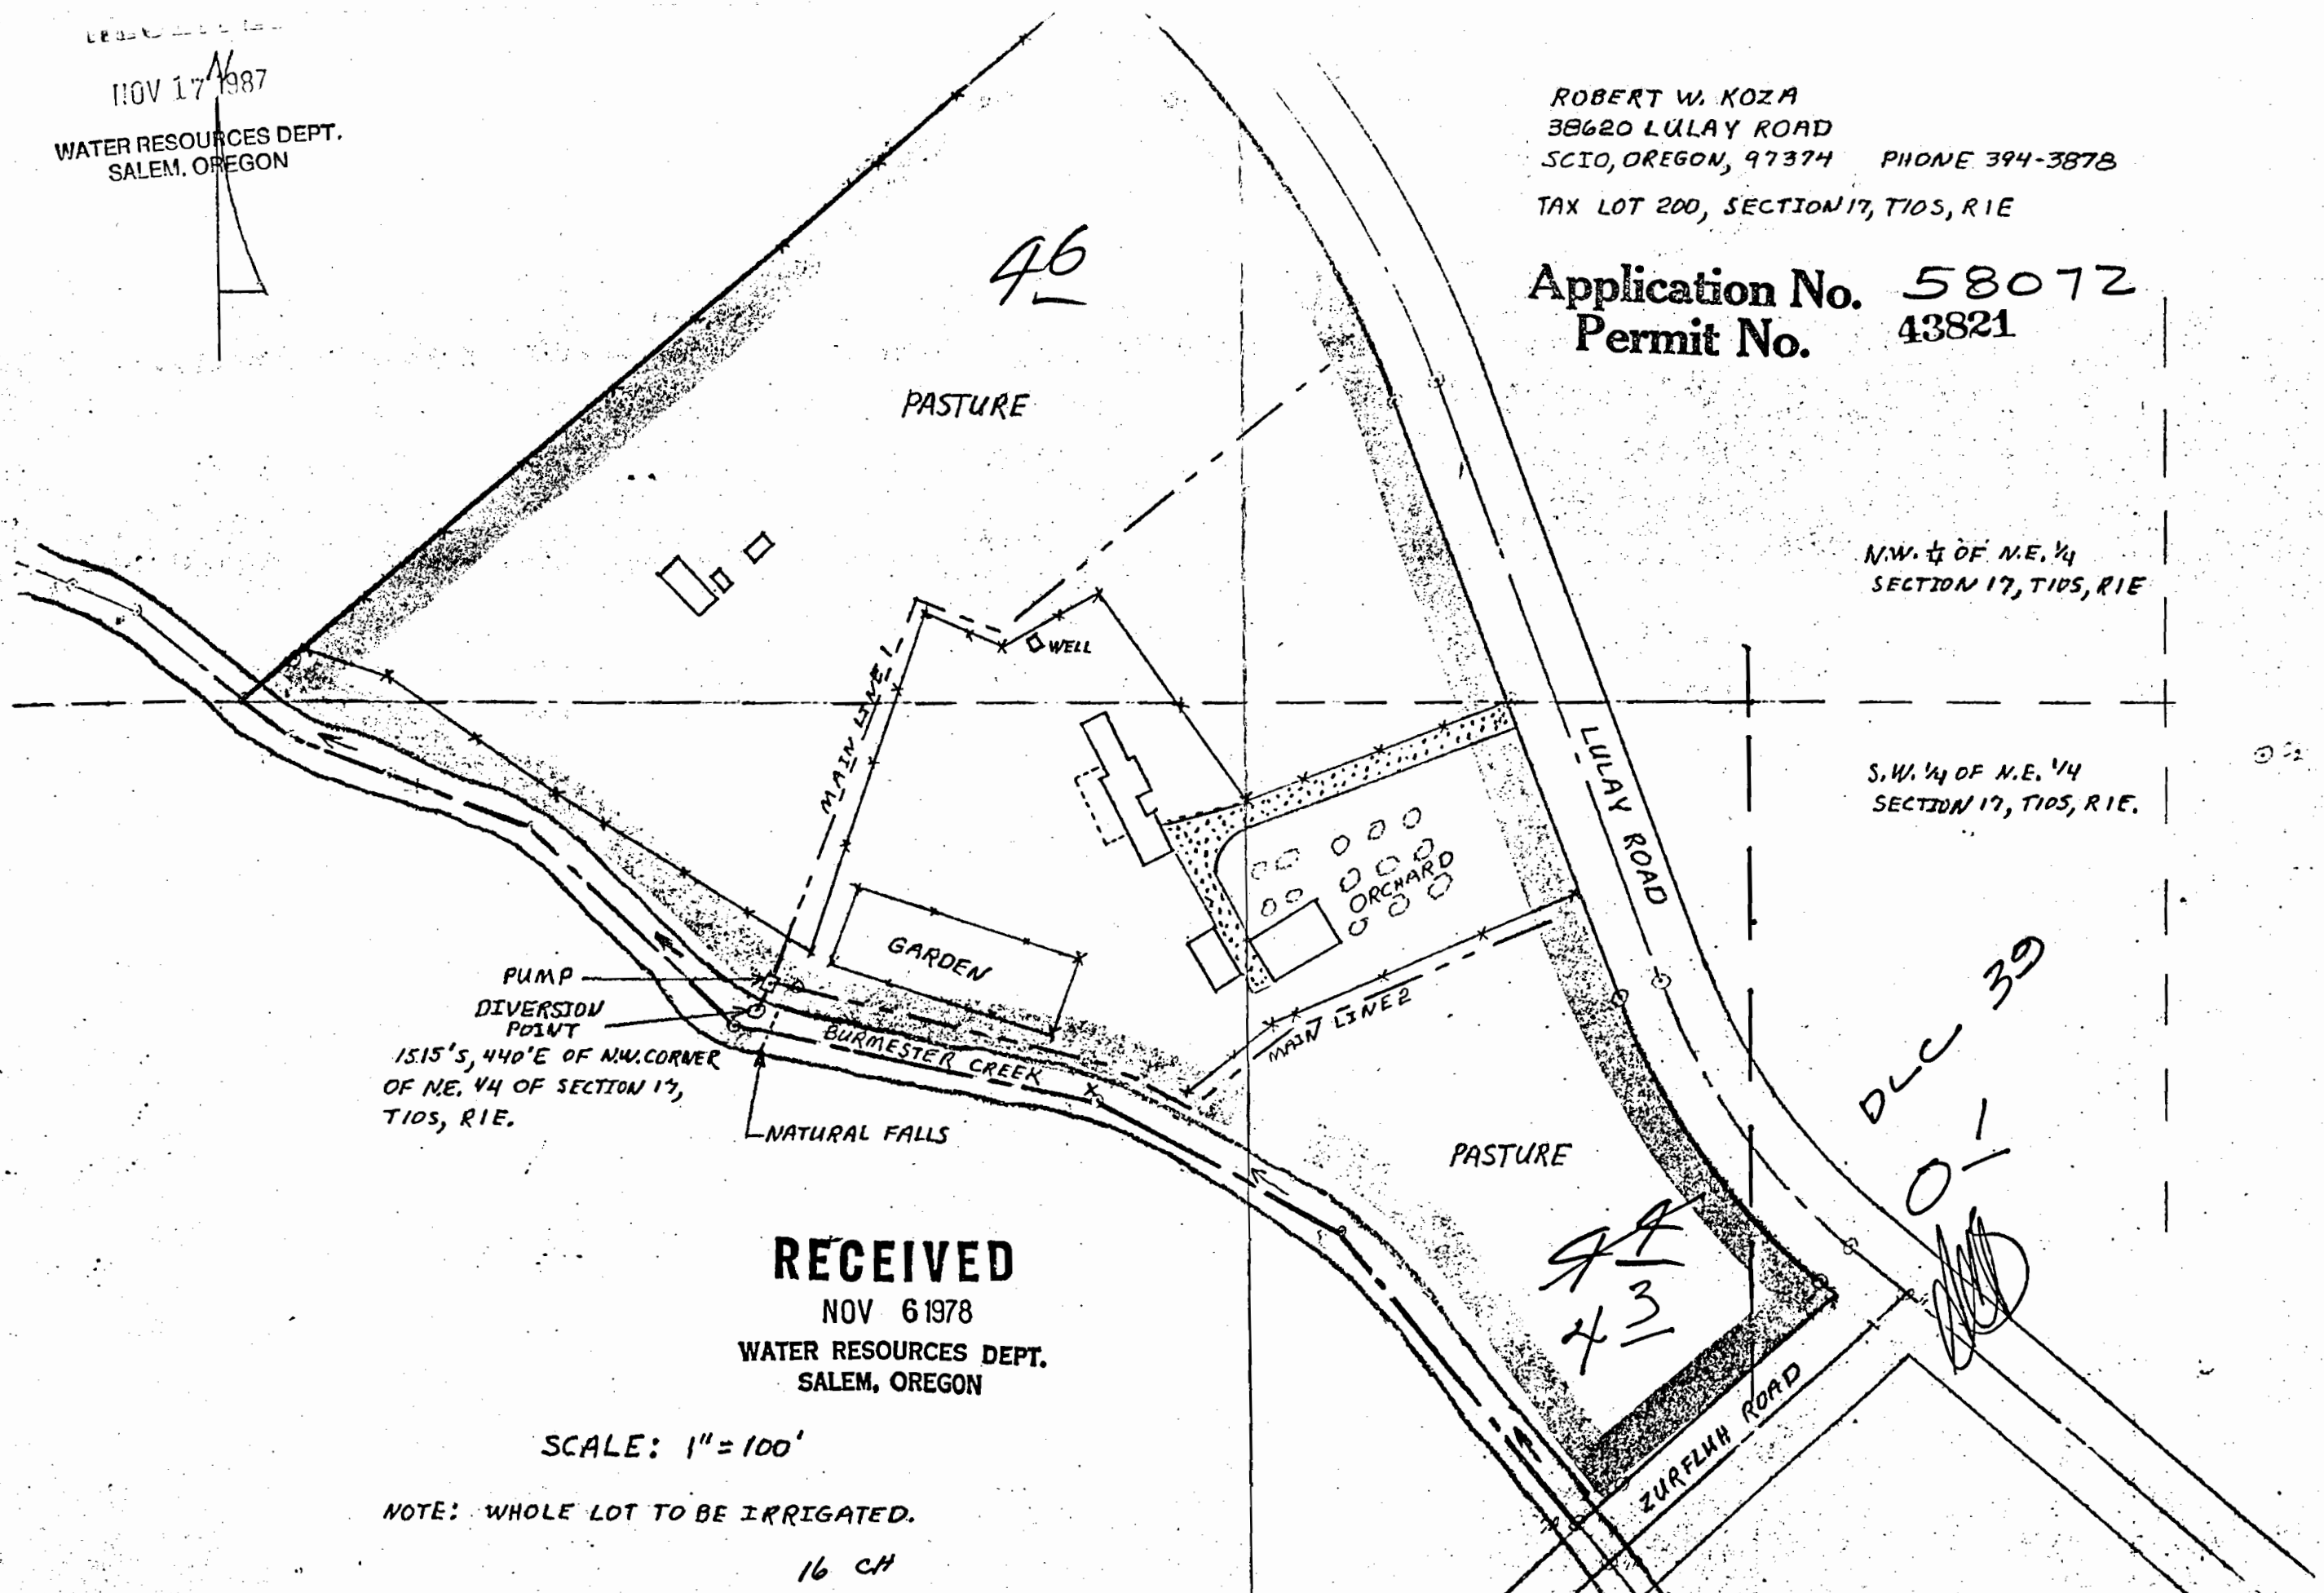 N
NOV 17 1987
WATER RESOURCES DEPT.
SALEM, OREGON
ROBERT W. KOZA
38620 LULAY ROAD
SCIO, OREGON, 97374 PHONE 394-3878
TAX LOT 200, SECTION 17, T10S, R1E
Application No. 58072
Permit No. 43821
46
PASTURE
N.W. ¼ OF N.E. ¼
SECTION 17, T10S, R1E
WELL
MAIN LINE 1
LULAY ROAD
S.W. ¼ OF N.E. ¼
SECTION 17, T10S, R1E.
ORCHARD
GARDEN
PUMP
DIVERSION
POINT
1515'S, 440'E OF N.W. CORNER
OF N.E. ¼ OF SECTION 17,
T10S, R1E.
BURMESTER CREEK
MAIN LINE 2
NATURAL FALLS
DLC 39
0 1
PASTURE
4 3
RECEIVED
NOV 6 1978
WATER RESOURCES DEPT.
SALEM, OREGON
ZURFLUH ROAD
SCALE: 1" = 100'
NOTE: WHOLE LOT TO BE IRRIGATED.
16 CH